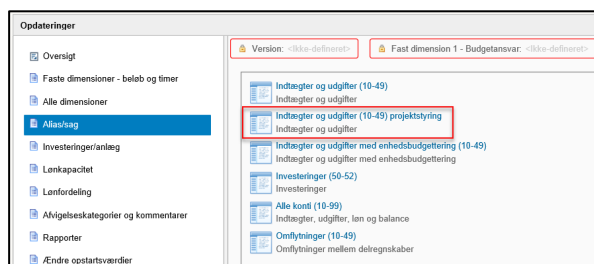 Opdateringer
Oversigt
Faste dimensioner - beløb og timer
Alle dimensioner
Alias/sag
Investeringer/anlæg
Lønkapacitet
Lønfordeling
Afvigelseskategorier og kommentarer
Rapporter
Ændre opstartsværdier
Version: <Ikke-defineret>
Fast dimension 1 - Budgetansvar: <Ikke-defineret>
Indtægter og udgifter (10-49)
Indtægter og udgifter
Indtægter og udgifter (10-49) projektstyring
Indtægter og udgifter
Indtægter og udgifter med enhedsbudgettering (10-49)
Indtægter og udgifter med enhedsbudgettering
Investeringer (50-52)
Investeringer
Alle konti (10-99)
Indtægter, udgifter, løn og balance
Omflytninger (10-49)
Omflytninger mellem delregnskaber